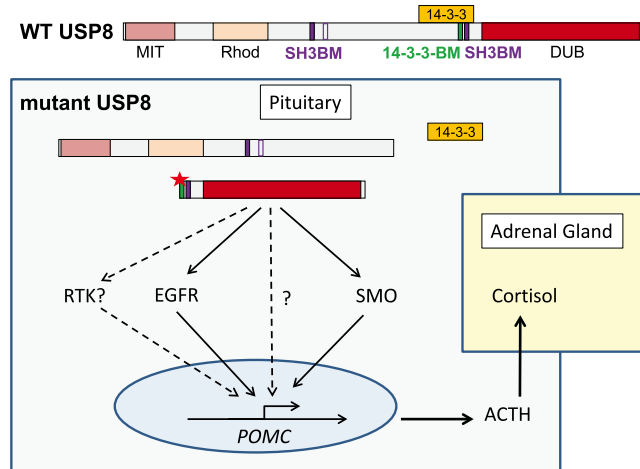 14-3-3
WT USP8
MIT Rhod SH3BM 14-3-3-BM SH3BM DUB
mutant USP8
Pituitary
14-3-3
Adrenal Gland
RTK? EGFR ? SMO Cortisol
POMC
ACTH